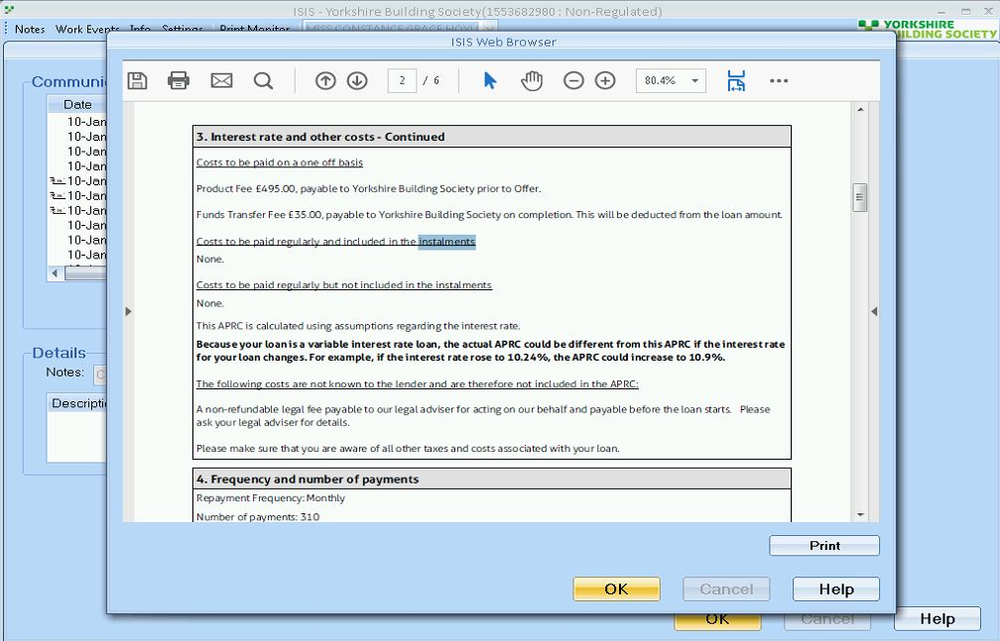 ISIS - Yorkshire Building Society(1553682980 : Non-Regulated)
Notes Work Events Info Settings Print Monitor MISS CONSTANCE GRACE HOYL
YORKSHIRE
BUILDING SOCIETY
ISIS Web Browser
2 / 6 80.4%
Communi
Date
10-Jan
10-Jan
10-Jan
10-Jan
10-Jan
10-Jan
10-Jan
10-Jan
10-Jan
10-Jan
Details
Notes: C
Descripti
3. Interest rate and other costs - Continued
Costs to be paid on a one off basis
Product Fee £495.00, payable to Yorkshire Building Society prior to Offer.
Funds Transfer Fee £35.00, payable to Yorkshire Building Society on completion. This will be deducted from the loan amount.
Costs to be paid regularly and included in the instalments
None.
Costs to be paid regularly but not included in the instalments
None.
This APRC is calculated using assumptions regarding the interest rate.
Because your loan is a variable interest rate loan, the actual APRC could be different from this APRC if the interest rate
for your loan changes. For example, if the interest rate rose to 10.24%, the APRC could increase to 10.9%.
The following costs are not known to the lender and are therefore not included in the APRC:
A non-refundable legal fee payable to our legal adviser for acting on our behalf and payable before the loan starts. Please
ask your legal adviser for details.
Please make sure that you are aware of all other taxes and costs associated with your loan.
4. Frequency and number of payments
Repayment Frequency: Monthly
Number of payments: 310
Print
OK Cancel Help
OK Cancel Help